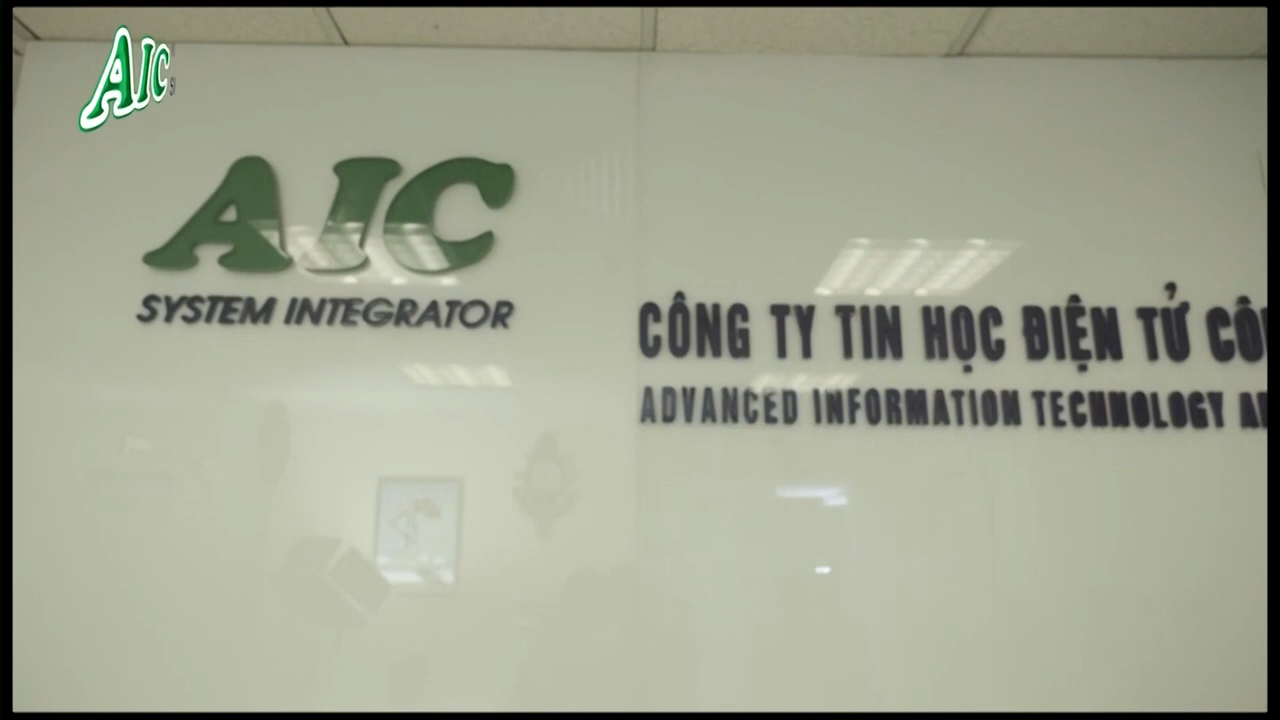 AIC
AIC
SYSTEM INTEGRATOR
CÔNG TY TIN HỌC ĐIỆN TỬ
ADVANCED INFORMATION TECHNOLOGY